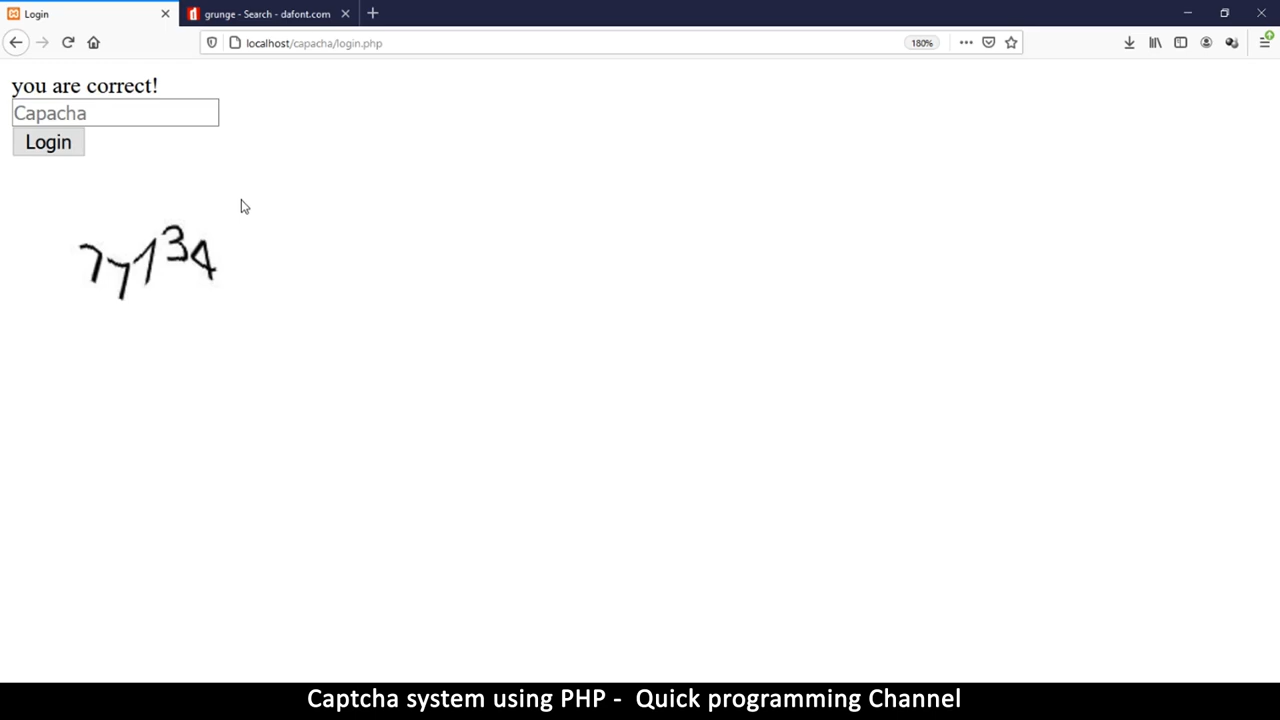 Login
grunge - Search - dafont.com
localhost/capacha/login.php
180%
you are correct!
Capacha
Login
Captcha system using PHP - Quick programming Channel